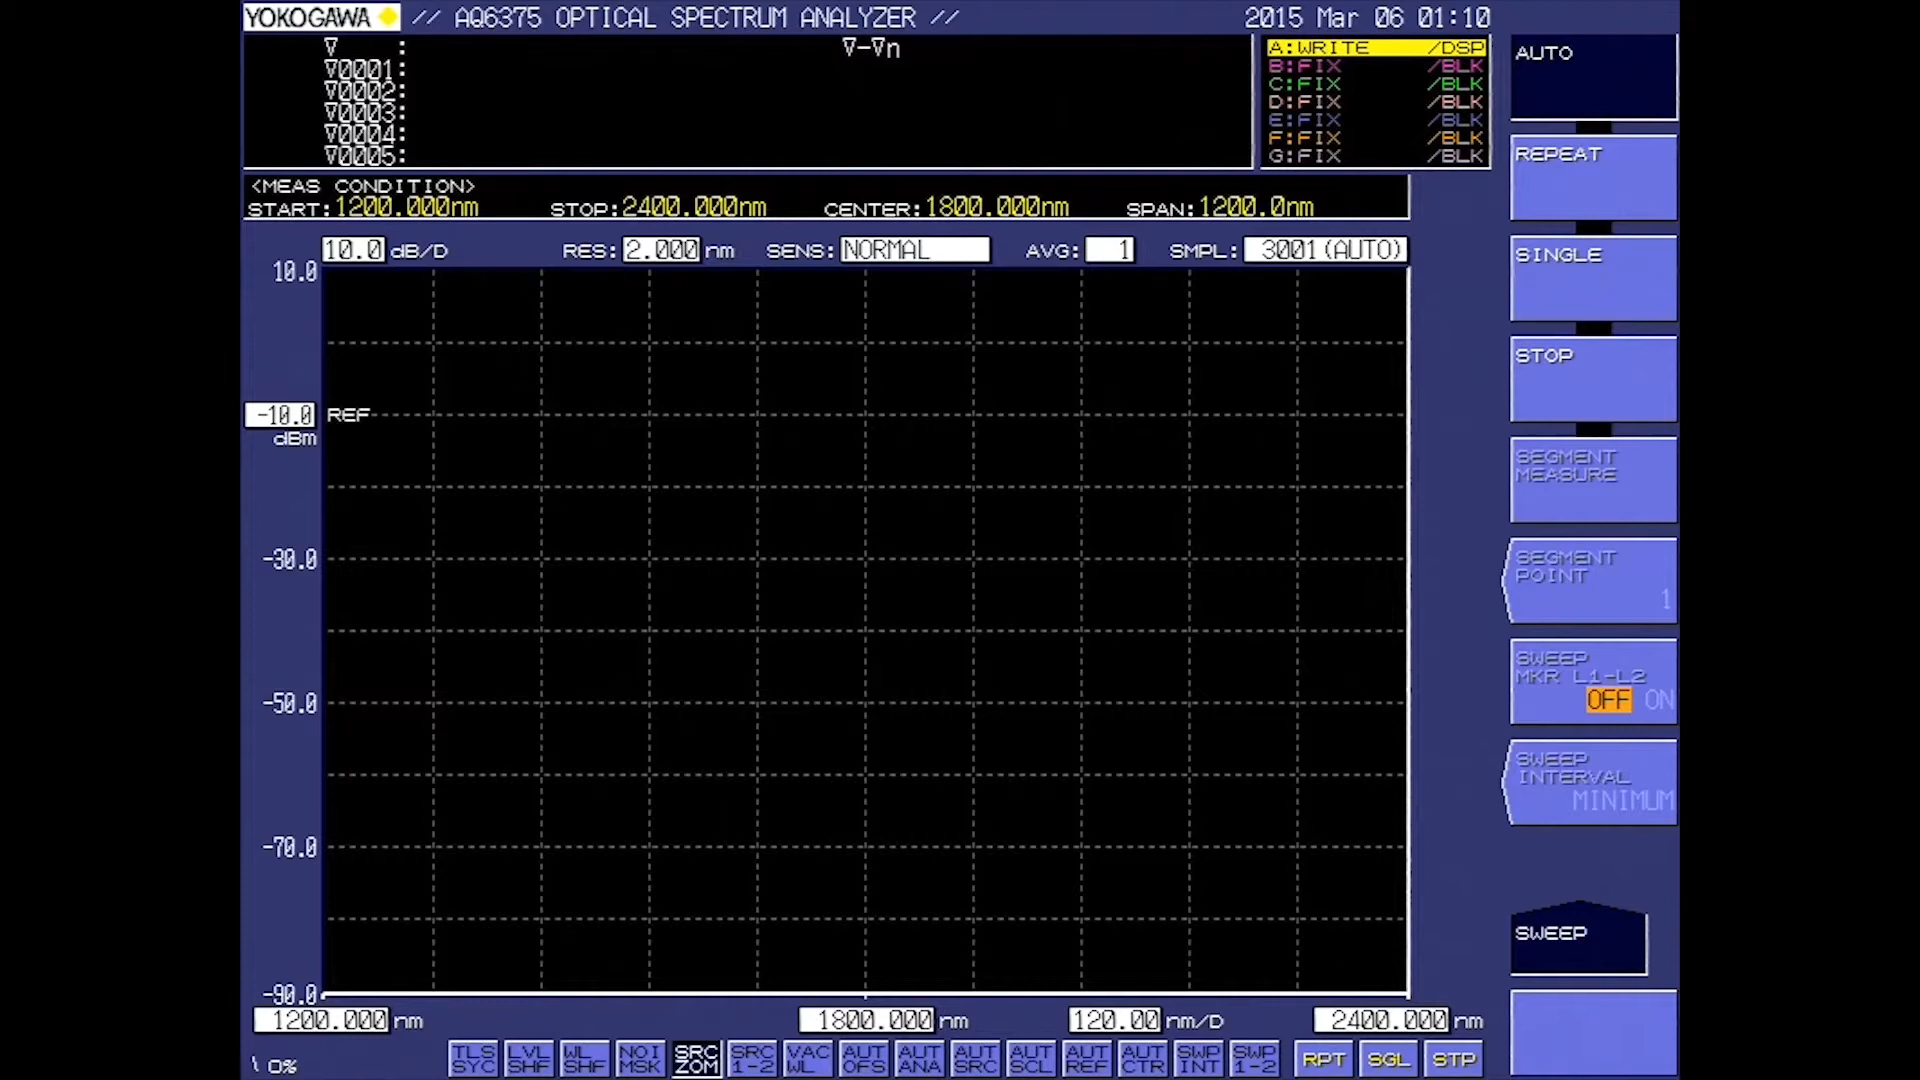 YOKOGAWA // AQ6375 OPTICAL SPECTRUM ANALYZER // 2015 Mar 06 01:10
∇ : ∇-∇n
∇0001:
∇0002:
∇0003:
∇0004:
∇0005:
A:WRITE /DSP
B:FIX /BLK
C:FIX /BLK
D:FIX /BLK
E:FIX /BLK
F:FIX /BLK
G:FIX /BLK
<MEAS CONDITION>
START:1200.000nm STOP:2400.000nm CENTER:1800.000nm SPAN:1200.0nm
10.0 dB/D RES:2.000 nm SENS:NORMAL AVG: 1 SMPL: 3001(AUTO)
10.0
-10.0 REF
dBm
-30.0
-50.0
-70.0
-90.0
1200.000 nm 1800.000 nm 120.00 nm/D 2400.000 nm
\ 0%
TLS SYC
LVL SHF
WL SHF
NOI MSK
SRC ZOM
SRC 1-2
VAC WL
AUT OFS
AUT ANA
AUT SRC
AUT SCL
AUT REF
AUT CTR
SWP INT
SWP 1-2
RPT
SGL
STP
AUTO
REPEAT
SINGLE
STOP
SEGMENT
MEASURE
SEGMENT
POINT
1
SWEEP
MKR L1-L2
OFF ON
SWEEP
INTERVAL
MINIMUM
SWEEP